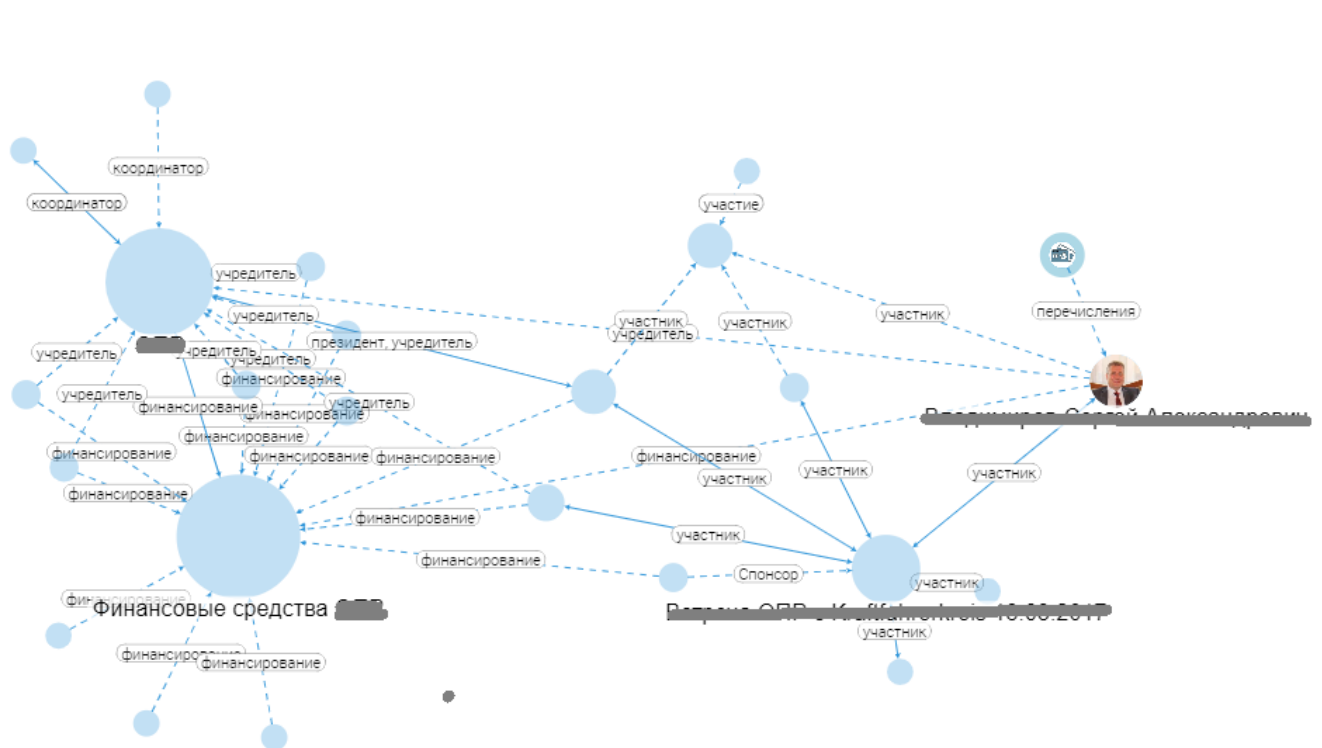 координатор
координатор
участие
учредитель
перечисления
участник
учредитель
участник
участник
учредитель
президент, учредитель
учредитель
учредитель
учредитель
финансирование
учредитель
учредитель
финансирование
финансирование
финансирование
финансирование
финансирование
финансирование
финансирование
участник
участник
участник
финансирование
финансирование
участник
финансирование
Спонсор
участник
Финансовые средства
участник
финансирование
финансирование